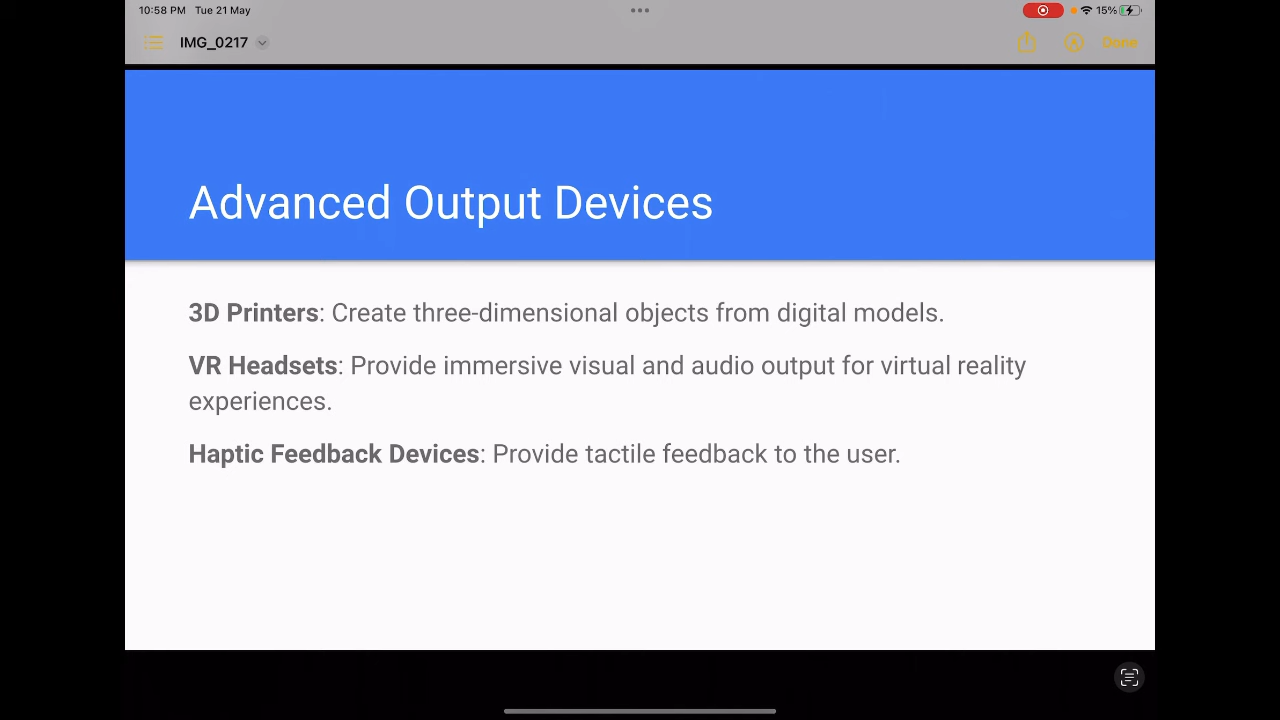 10:58 PM Tue 21 May
15%
IMG_0217
Done
Advanced Output Devices
3D Printers: Create three-dimensional objects from digital models.
VR Headsets: Provide immersive visual and audio output for virtual reality
experiences.
Haptic Feedback Devices: Provide tactile feedback to the user.